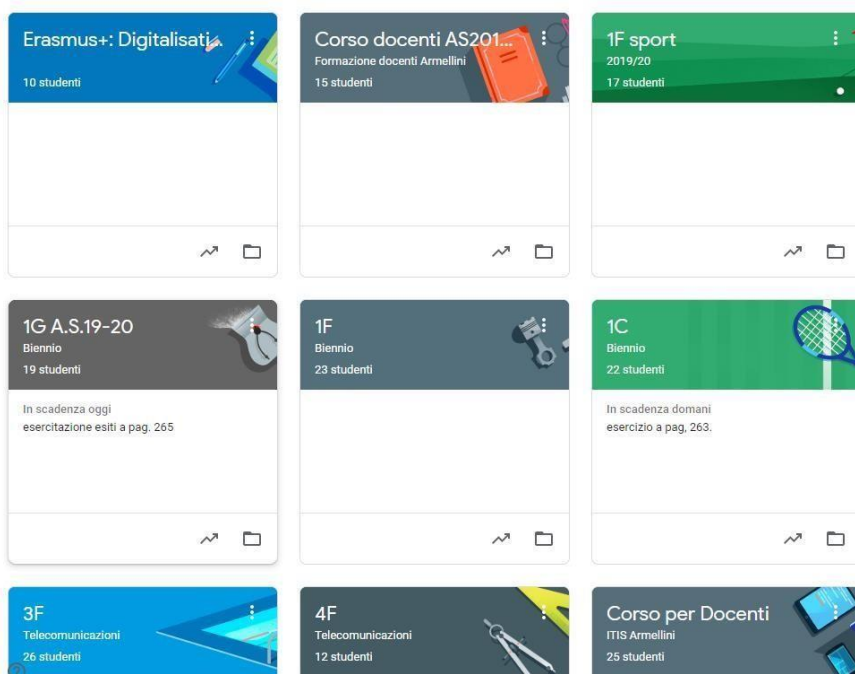 Erasmus+: Digitalisati...
10 studenti
Corso docenti AS201...
Formazione docenti Armellini
15 studenti
1F sport
2019/20
17 studenti
1G A.S.19-20
Biennio
19 studenti
In scadenza oggi
esercitazione esiti a pag. 265
1F
Biennio
23 studenti
1C
Biennio
22 studenti
In scadenza domani
esercizio a pag, 263.
3F
Telecomunicazioni
26 studenti
4F
Telecomunicazioni
12 studenti
Corso per Docenti
ITIS Armellini
25 studenti